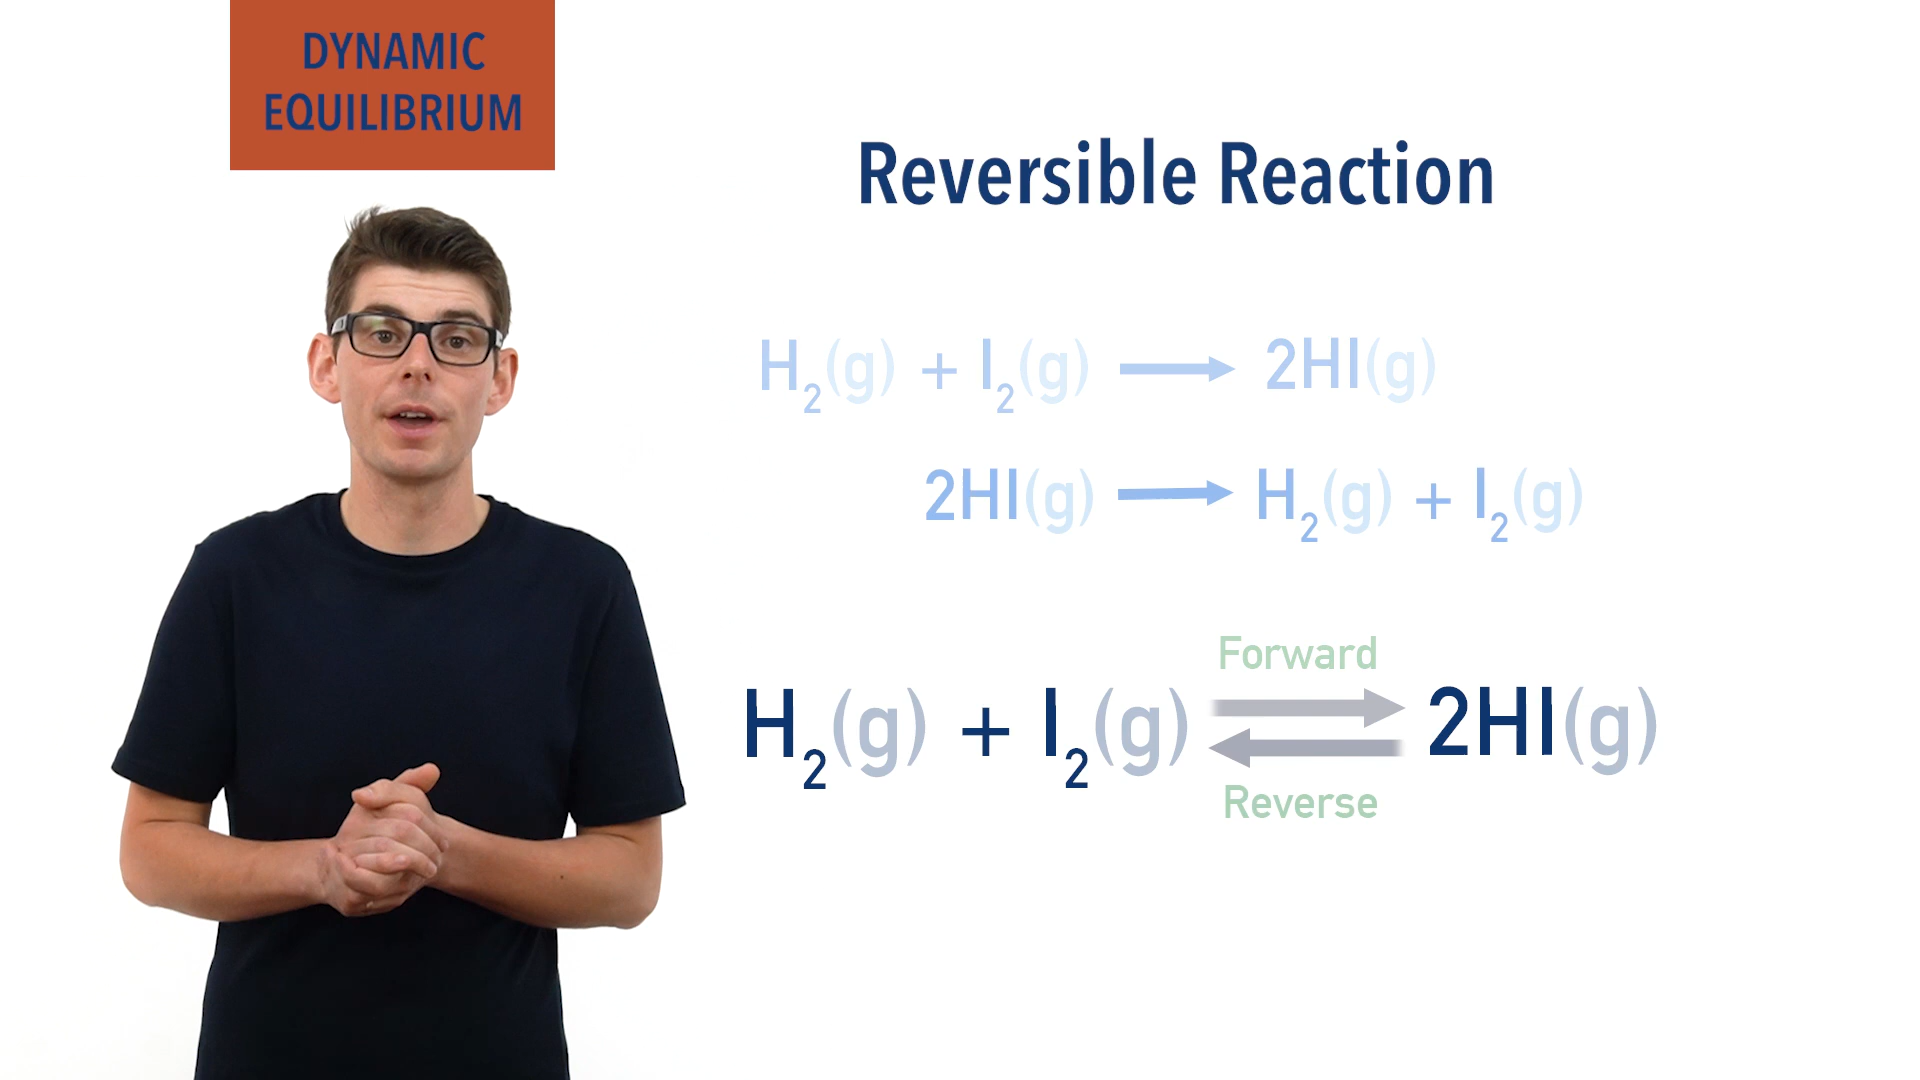 DYNAMIC
EQUILIBRIUM
Reversible Reaction
H₂(g) + I₂(g) → 2HI(g)
2HI(g) → H₂(g) + I₂(g)
Forward
H₂(g) + I₂(g) ⇄ 2HI(g)
Reverse